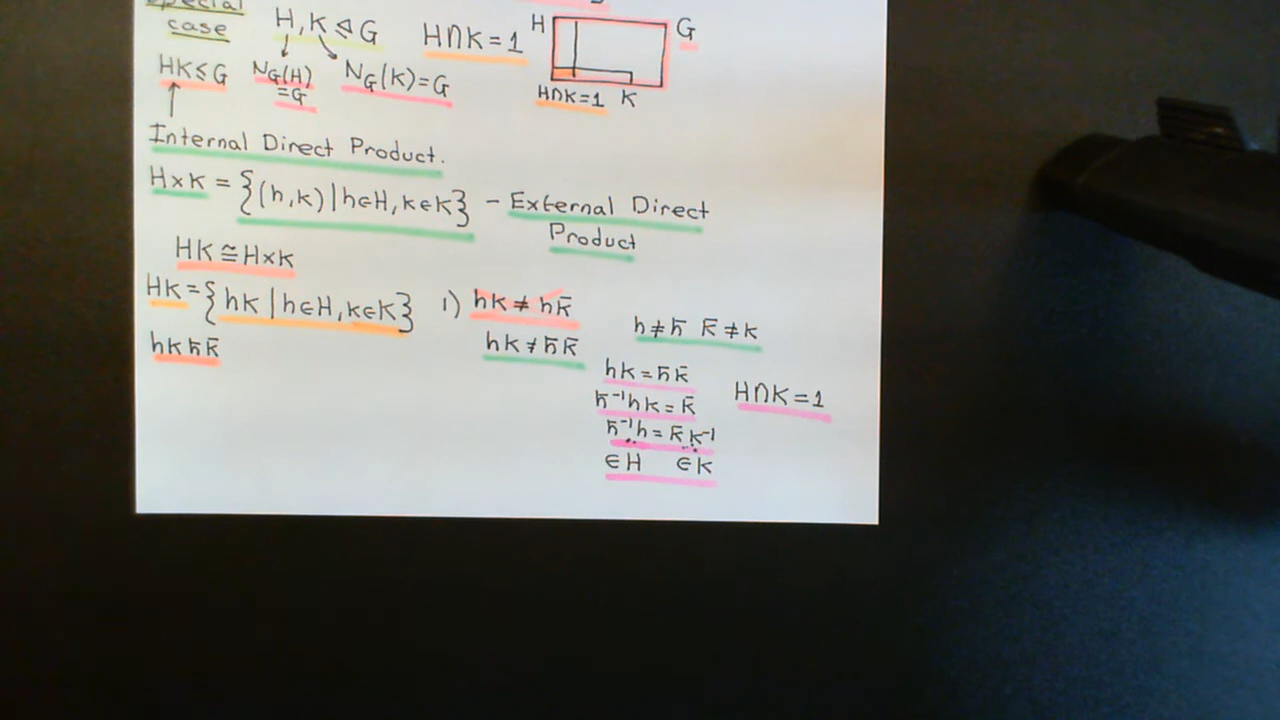 special
case
H, K ⊲ G
H∩K = 1
H
G
H∩K=1 K
HK ≤ G
N_G(H)
= G
N_G(K) = G
Internal Direct Product.
H×K = {(h,k) | h∈H, k∈K} - External Direct
Product
HK ≅ H×K
HK = {hk | h∈H, k∈K}
1) hk ≠ hk̄
hkh̄k̄
hk ≠ h̄k̄
h≠h̄ k̄≠k
hk = h̄k̄
h̄⁻¹hk = k̄
H∩K = 1
h̄⁻¹h = k̄k⁻¹
∈H ∈K